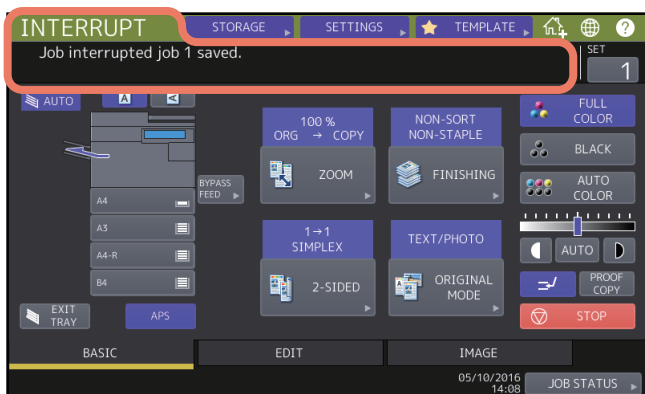 INTERRUPT STORAGE SETTINGS TEMPLATE ?
Job interrupted job 1 saved.
SET
1
AUTO A A
100 %
ORG → COPY
ZOOM
NON-SORT
NON-STAPLE
FINISHING
FULL
COLOR
BLACK
AUTO
COLOR
BYPASS
FEED
A4
A3
A4-R
B4
1→1
SIMPLEX
2-SIDED
TEXT/PHOTO
A
ORIGINAL
MODE
AUTO
PROOF
COPY
EXIT
TRAY
APS
STOP
BASIC EDIT IMAGE
05/10/2016
14:08
JOB STATUS